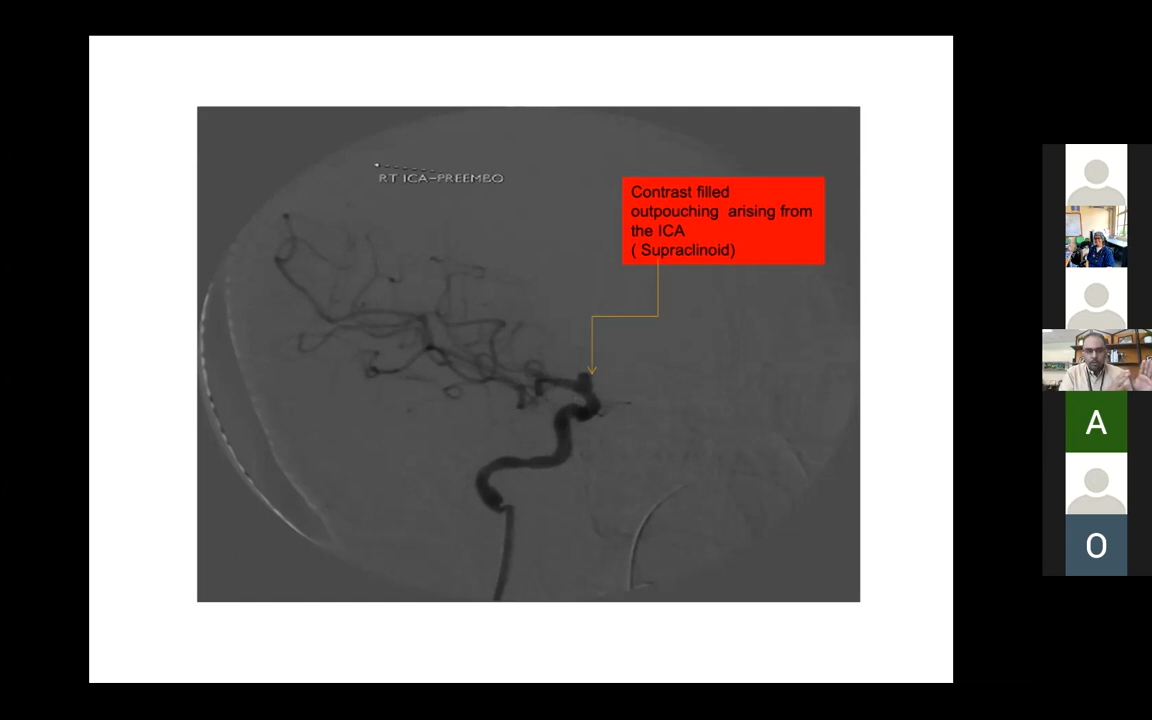 RT ICA-PREEMBO
Contrast filled
outpouching arising from
the ICA
( Supraclinoid)
A
O